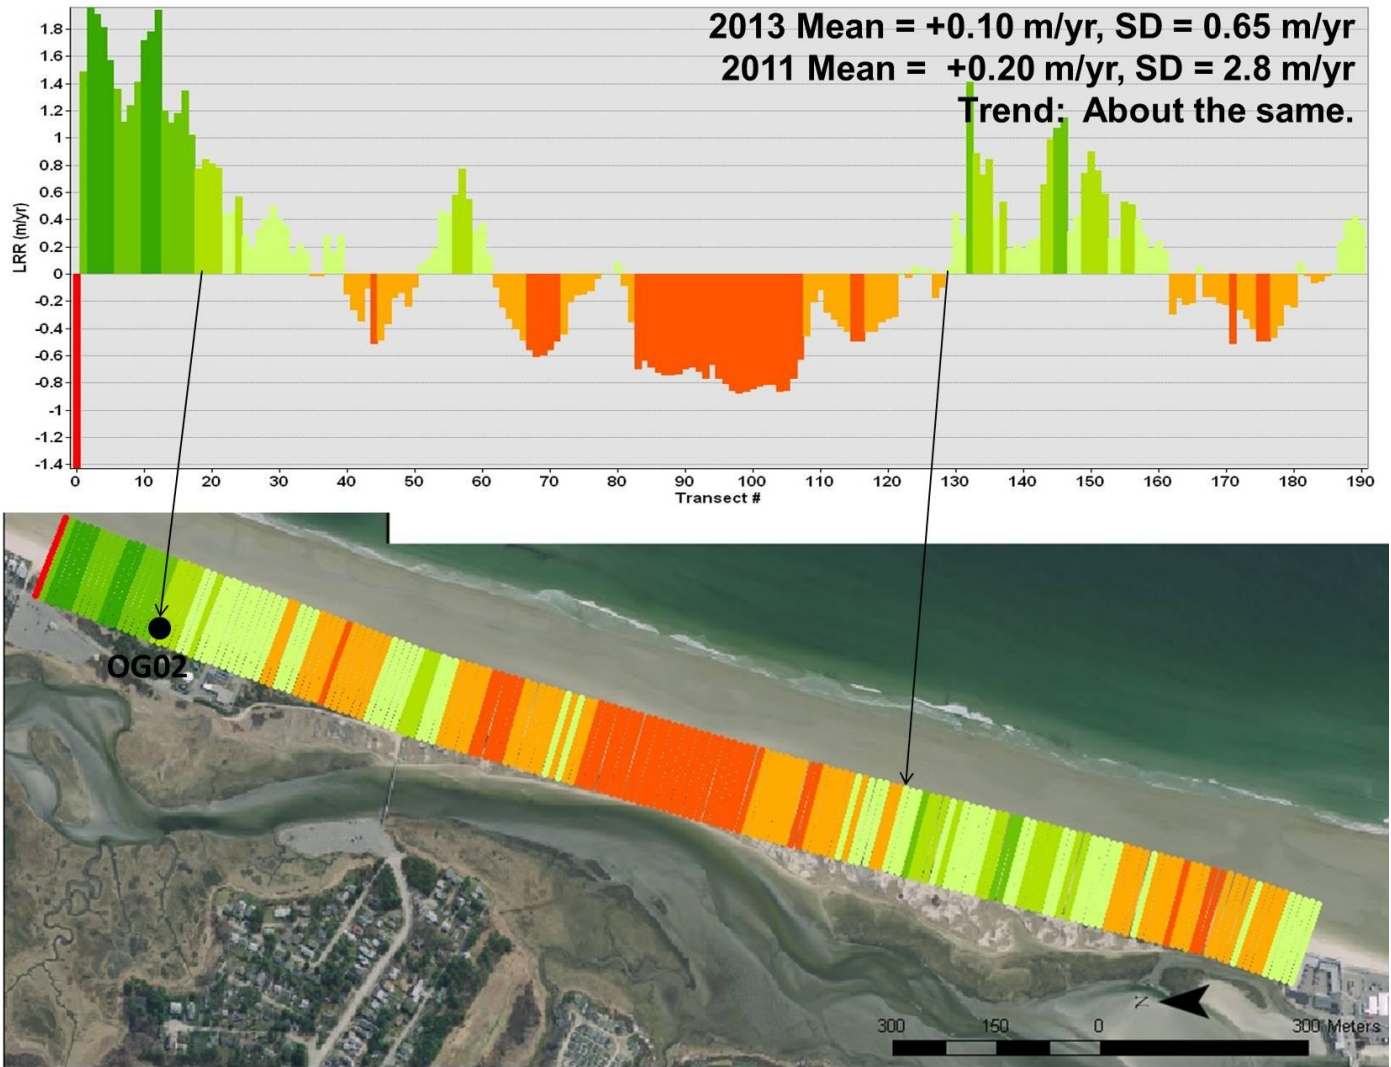 2013 Mean = +0.10 m/yr, SD = 0.65 m/yr
2011 Mean = +0.20 m/yr, SD = 2.8 m/yr
Trend: About the same.
LRR (m/yr)
1.8
1.6
1.4
1.2
1
0.8
0.6
0.4
0.2
0
-0.2
-0.4
-0.6
-0.8
-1
-1.2
-1.4
0 10 20 30 40 50 60 70 80 90 100 110 120 130 140 150 160 170 180 190
Transect #
OG02
N
300 150 0 300 Meters